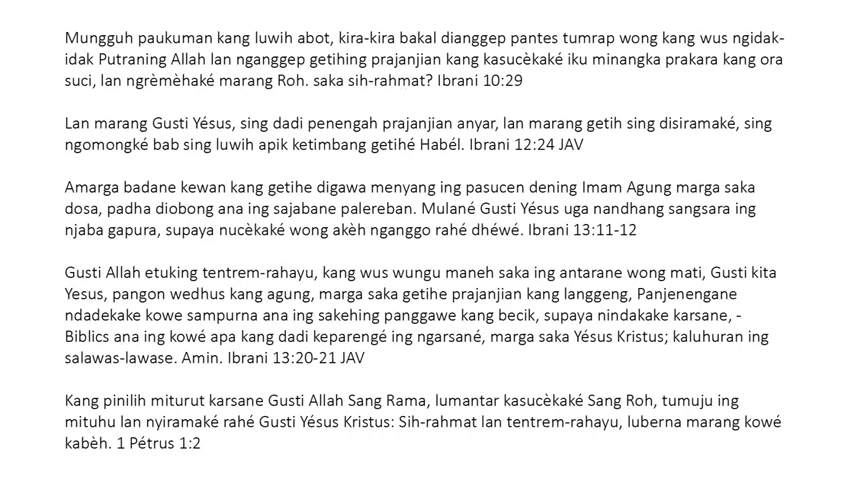 Mungguh paukuman kang luwih abot, kira-kira bakal dianggep pantes tumrap wong kang wus ngidak-
idak Putraning Allah lan nganggep getihing prajanjian kang kasucèkaké iku minangka prakara kang ora
suci, lan ngrèmèhaké marang Roh. saka sih-rahmat? Ibrani 10:29
Lan marang Gusti Yésus, sing dadi penengah prajanjian anyar, lan marang getih sing disiramaké, sing
ngomongké bab sing luwih apik ketimbang getihé Habél. Ibrani 12:24 JAV
Amarga badane kewan kang getihe digawa menyang ing pasucen dening Imam Agung marga saka
dosa, padha diobong ana ing sajabane palereban. Mulané Gusti Yésus uga nandhang sangsara ing
njaba gapura, supaya nucèkaké wong akèh nganggo rahé dhéwé. Ibrani 13:11-12
Gusti Allah etuking tentrem-rahayu, kang wus wungu maneh saka ing antarane wong mati, Gusti kita
Yesus, pangon wedhus kang agung, marga saka getihe prajanjian kang langgeng, Panjenengane
ndadekake kowe sampurna ana ing sakehing panggawe kang becik, supaya nindakake karsane, -
Biblics ana ing kowé apa kang dadi keparengé ing ngarsané, marga saka Yésus Kristus; kaluhuran ing
salawas-lawase. Amin. Ibrani 13:20-21 JAV
Kang pinilih miturut karsane Gusti Allah Sang Rama, lumantar kasucèkaké Sang Roh, tumuju ing
mituhu lan nyiramaké rahé Gusti Yésus Kristus: Sih-rahmat lan tentrem-rahayu, luberna marang kowé
kabèh. 1 Pétrus 1:2